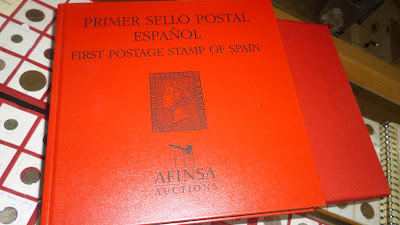 PRIMER SELLO POSTAL
ESPAÑOL
FIRST POSTAGE STAMP OF SPAIN
AFINSA
AUCTIONS